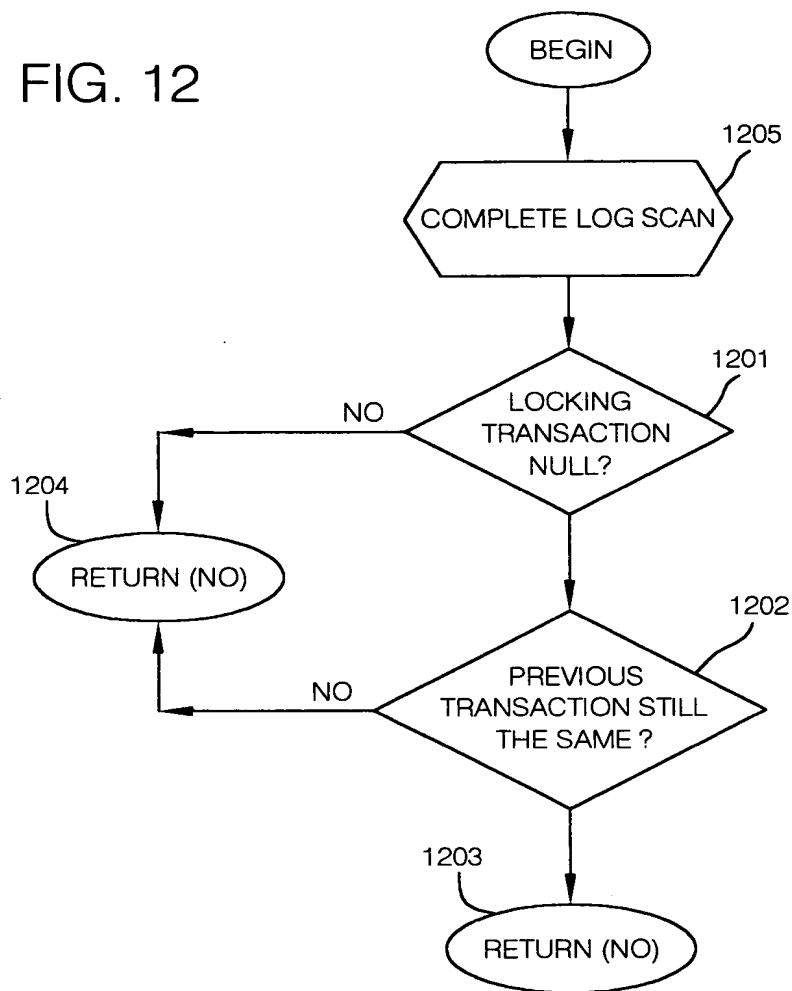 FIG. 12
BEGIN
1205
COMPLETE LOG SCAN
1201
LOCKING
TRANSACTION
NULL?
NO
1204
RETURN (NO)
1202
PREVIOUS
TRANSACTION STILL
THE SAME ?
NO
1203
RETURN (NO)